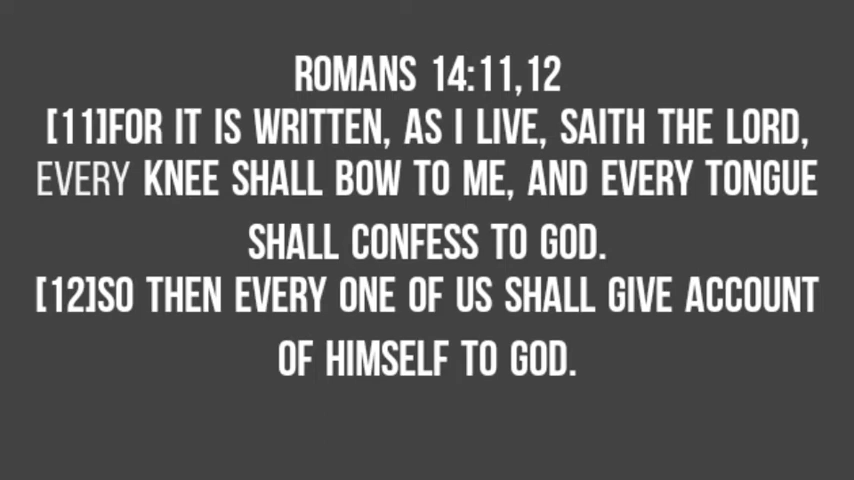 ROMANS 14:11,12
[11]FOR IT IS WRITTEN, AS I LIVE, SAITH THE LORD,
EVERY KNEE SHALL BOW TO ME, AND EVERY TONGUE
SHALL CONFESS TO GOD.
[12]SO THEN EVERY ONE OF US SHALL GIVE ACCOUNT
OF HIMSELF TO GOD.